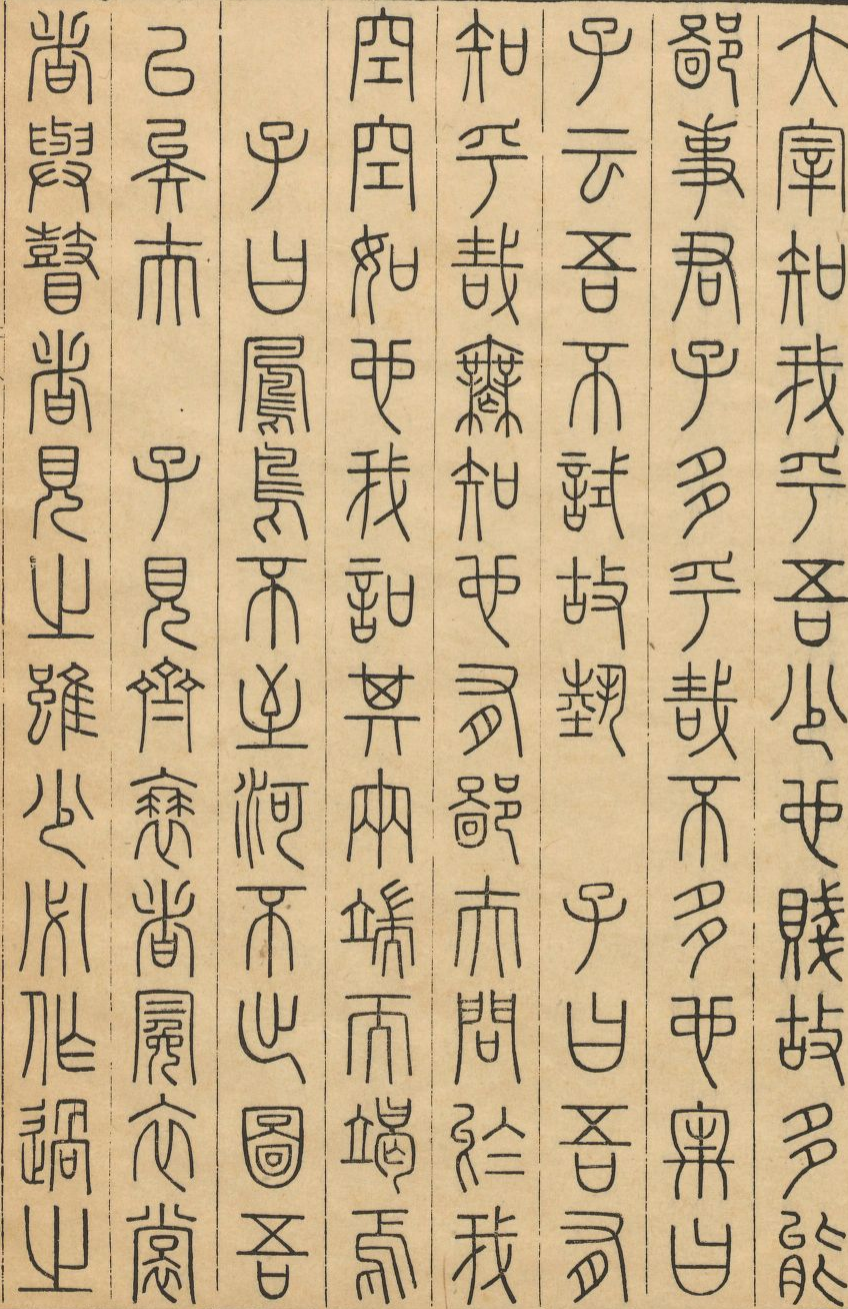 大宰知我乎吾少也賤故多能
鄙事君子多乎哉不多也牢曰
子云吾不試故埶　子曰吾有
知乎哉無知也有鄙夫問於我
空空如也我叩其兩端而竭焉
子曰鳳鳥不至河不出圖吾
已矣夫　子見齊衰者冕衣裳
者與瞽者見之雖少必作過之